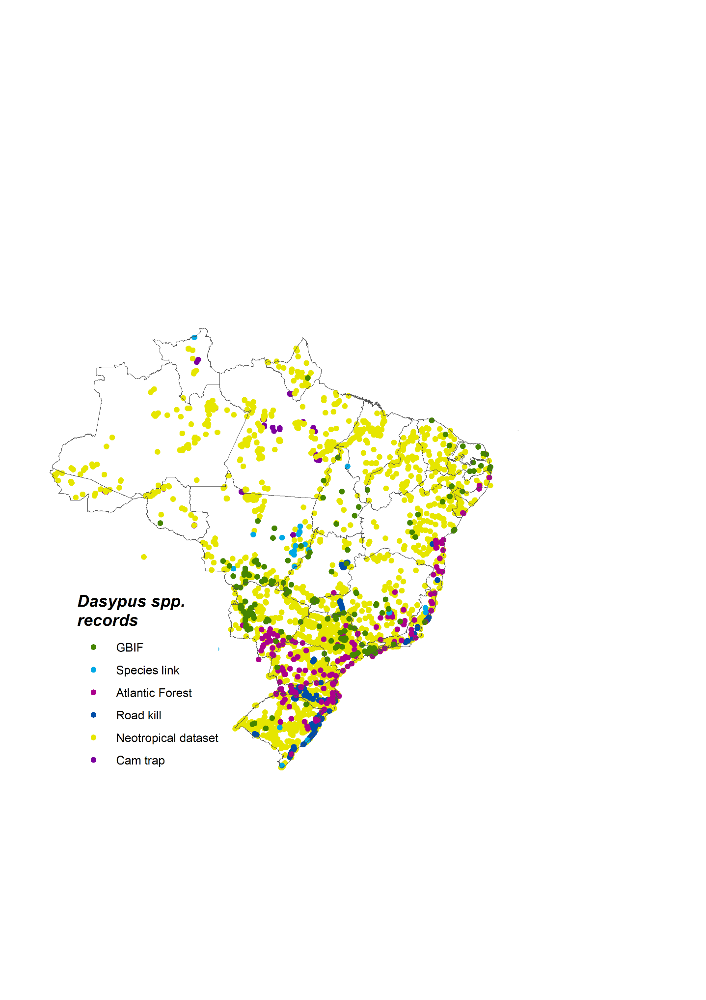 Dasypus spp.
records
GBIF
Species link
Atlantic Forest
Road kill
Neotropical dataset
Cam trap